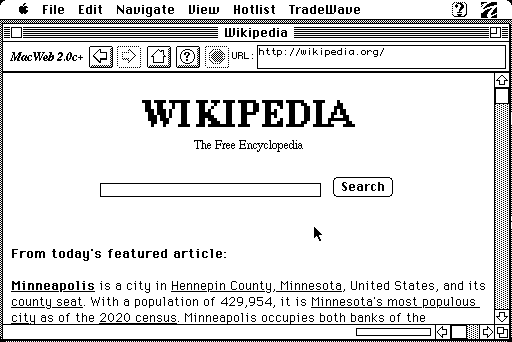 File Edit Navigate View Hotlist TradeWave
Wikipedia
MacWeb 2.0c+ URL: http://wikipedia.org/
WIKIPEDIA
The Free Encyclopedia
Search
From today's featured article:
Minneapolis is a city in Hennepin County, Minnesota, United States, and its
county seat. With a population of 429,954, it is Minnesota's most populous
city as of the 2020 census. Minneapolis occupies both banks of the